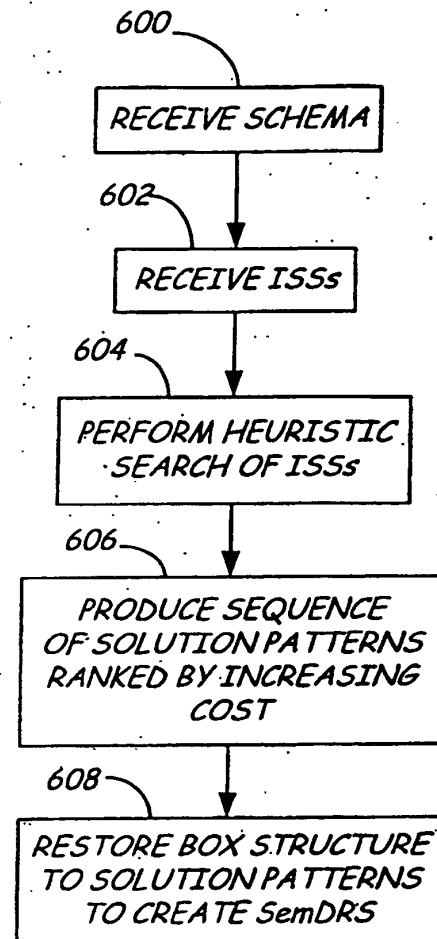 600
RECEIVE SCHEMA
602
RECEIVE ISSs
604
PERFORM HEURISTIC
SEARCH OF ISSs
606
PRODUCE SEQUENCE
OF SOLUTION PATTERNS
RANKED BY INCREASING
COST
608
RESTORE BOX STRUCTURE
TO SOLUTION PATTERNS
TO CREATE SemDRS